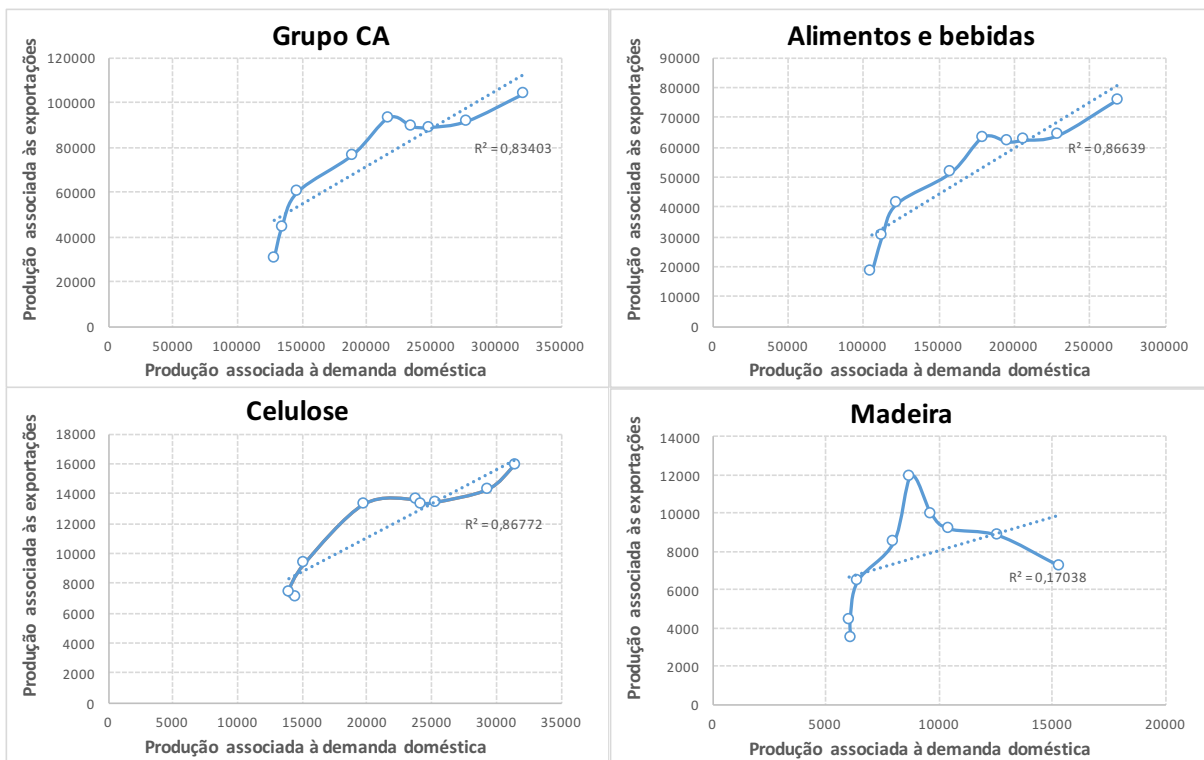 Grupo CA
Produção associada às exportações
120000
100000
80000
60000
40000
20000
0
R² = 0,83403
0 50000 100000 150000 200000 250000 300000 350000
Produção associada à demanda doméstica
Alimentos e bebidas
Produção associada às exportações
90000
80000
70000
60000
50000
40000
30000
20000
10000
0
R² = 0,86639
0 50000 100000 150000 200000 250000 300000
Produção associada à demanda doméstica
Celulose
Produção associada às exportações
18000
16000
14000
12000
10000
8000
6000
4000
2000
0
R² = 0,86772
0 5000 10000 15000 20000 25000 30000 35000
Produção associada à demanda doméstica
Madeira
Produção associada às exportações
14000
12000
10000
8000
6000
4000
2000
0
R² = 0,17038
0 5000 10000 15000 20000
Produção associada à demanda doméstica